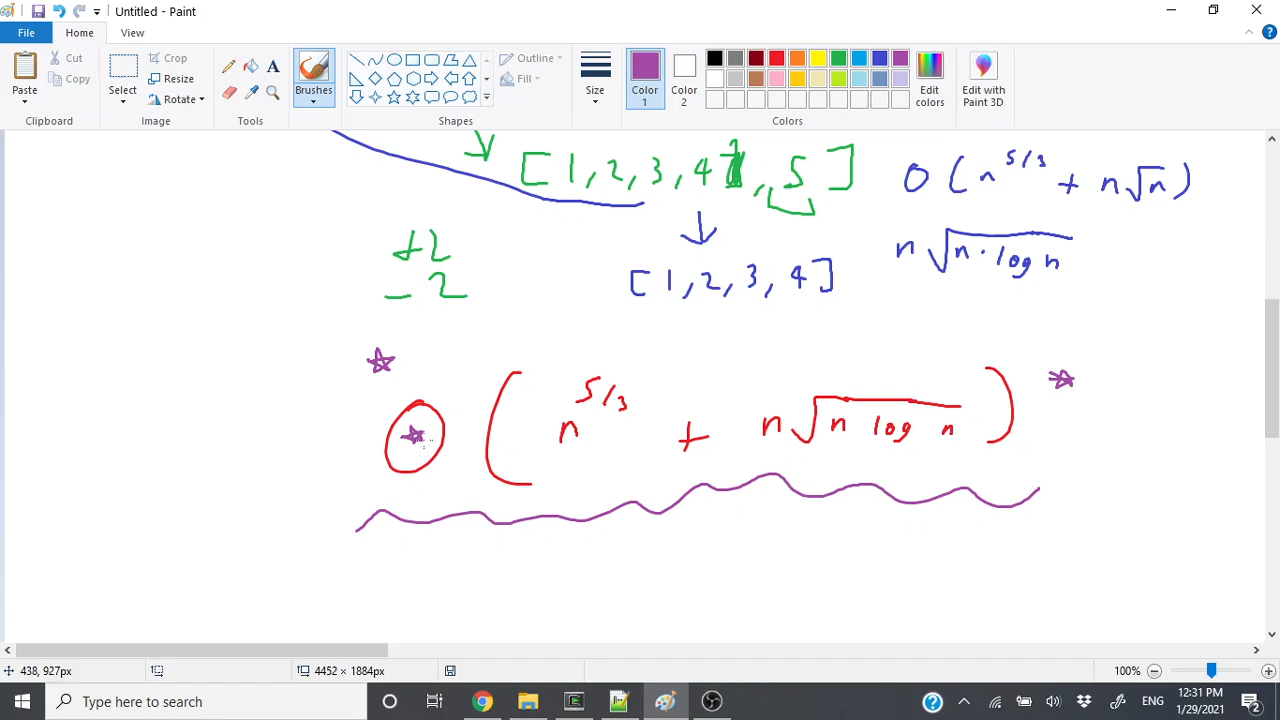 Untitled - Paint
File Home View
Paste
Cut
Copy
Clipboard
Select
Crop
Resize
Rotate
Image
Tools
Brushes
Shapes
Outline
Fill
Size
Color 1
Color 2
Colors
Edit colors
Edit with Paint 3D
[1, 2, 3, 4, 5]
O(n^5/3 + n√n)
+2
- 2
[1, 2, 3, 4]
n√n · log n
O(n^5/3 + n√n log n)
438, 927px
4452 × 1884px
100%
Type here to search
ENG
12:31 PM
1/29/2021
2